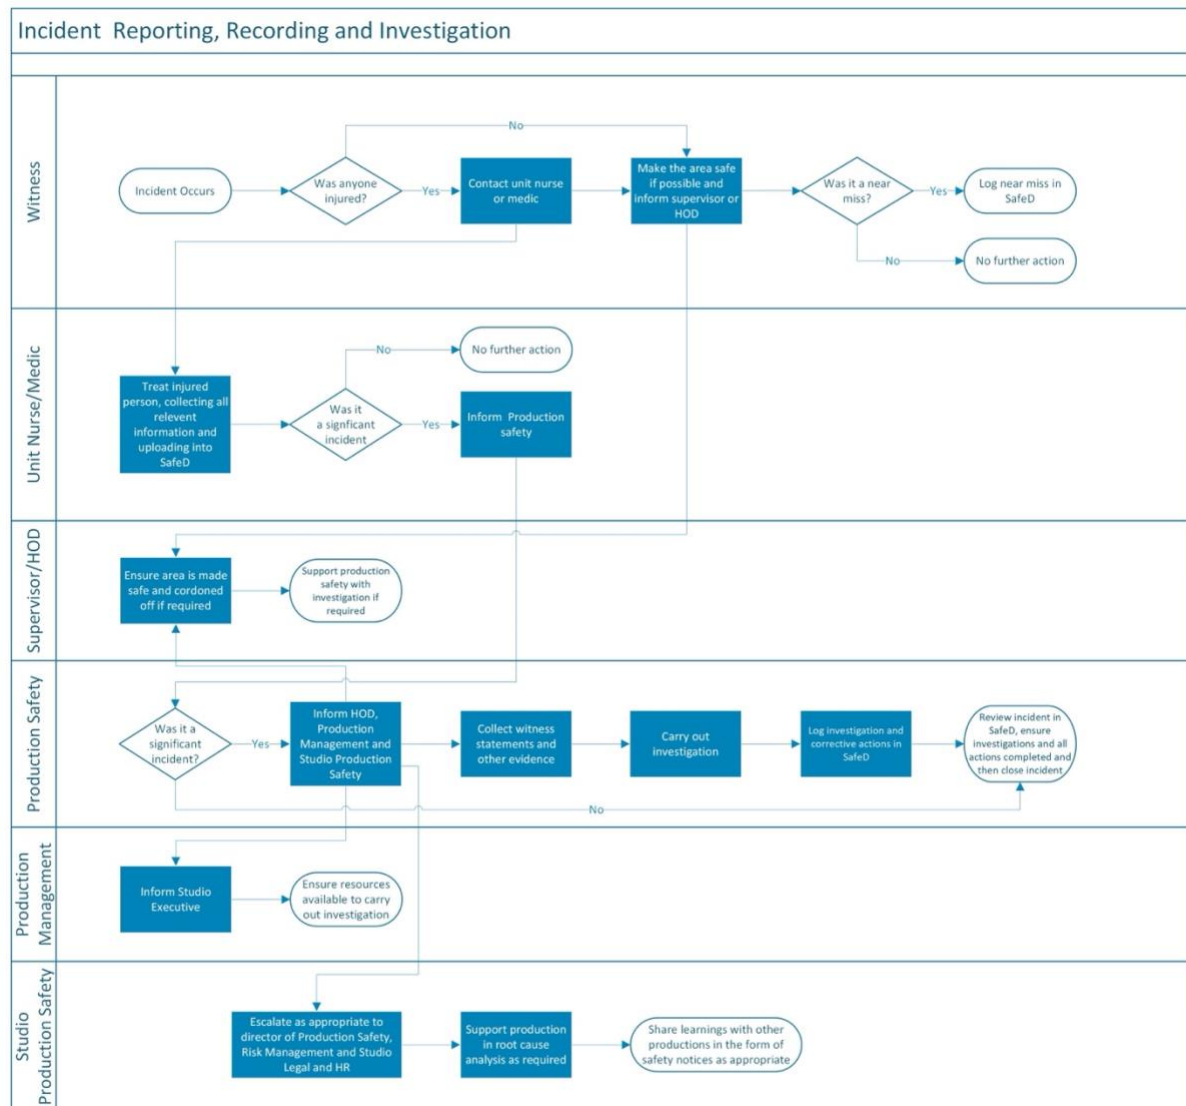 Incident Reporting, Recording and Investigation
Witness
No
Incident Occurs
Was anyone
injured?
Yes
Contact unit nurse
or medic
Make the area safe
if possible and
inform supervisor or
HOD
Was it a near
miss?
Yes
Log near miss in
SafeD
No
No further action
Unit Nurse/Medic
No
No further action
Treat injured
person, collecting all
relevent
information and
uploading into
SafeD
Was it
a signficant
incident
Yes
Inform Production
safety
Supervisor/HOD
Ensure area is made
safe and cordoned
off if required
Support production
safety with
investigation if
required
Production Safety
Was it a
significant
incident?
Yes
Inform HOD,
Production
Management and
Studio Production
Safety
Collect witness
statements and
other evidence
Carry out
investigation
Log investigation and
corrective actions in
SafeD
Review incident in
SafeD, ensure
investigations and all
actions completed and
then close incident
No
Production
Management
Inform Studio
Executive
Ensure resources
available to carry
out investigation
Studio
Production Safety
Escalate as appropriate to
director of Production Safety,
Risk Management and Studio
Legal and HR
Support production
in root cause
analysis as required
Share learnings with other
productions in the form of
safety notices as appropriate